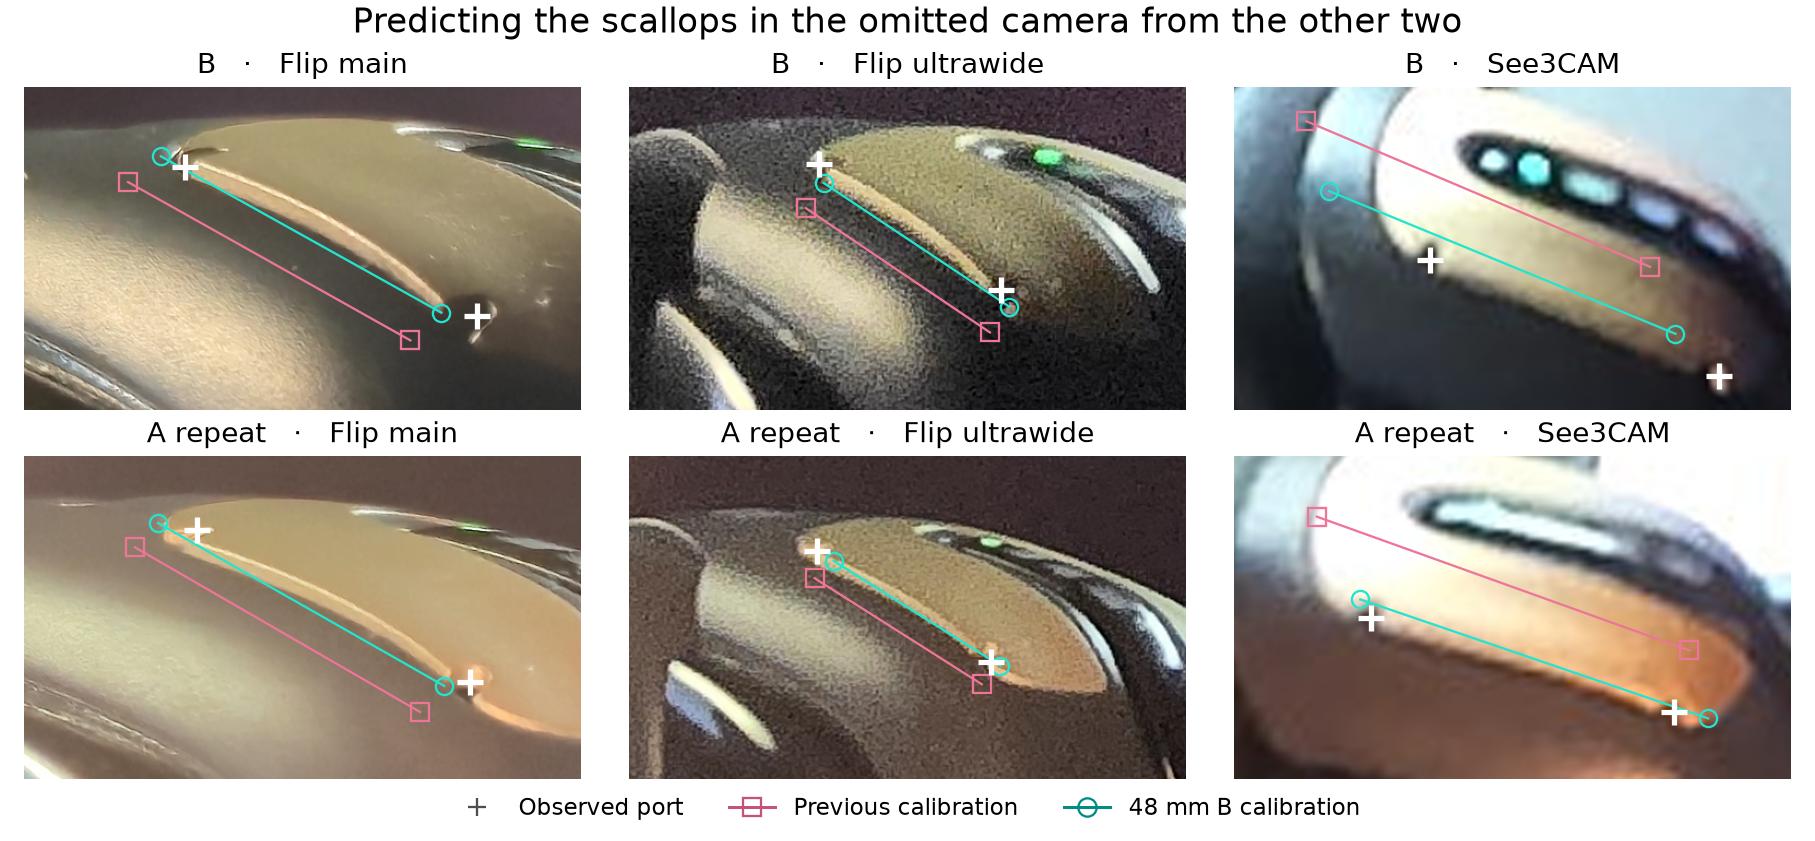 Predicting the scallops in the omitted camera from the other two
B · Flip main
B · Flip ultrawide
B · See3CAM
A repeat · Flip main
A repeat · Flip ultrawide
A repeat · See3CAM
Observed port
Previous calibration
48 mm B calibration